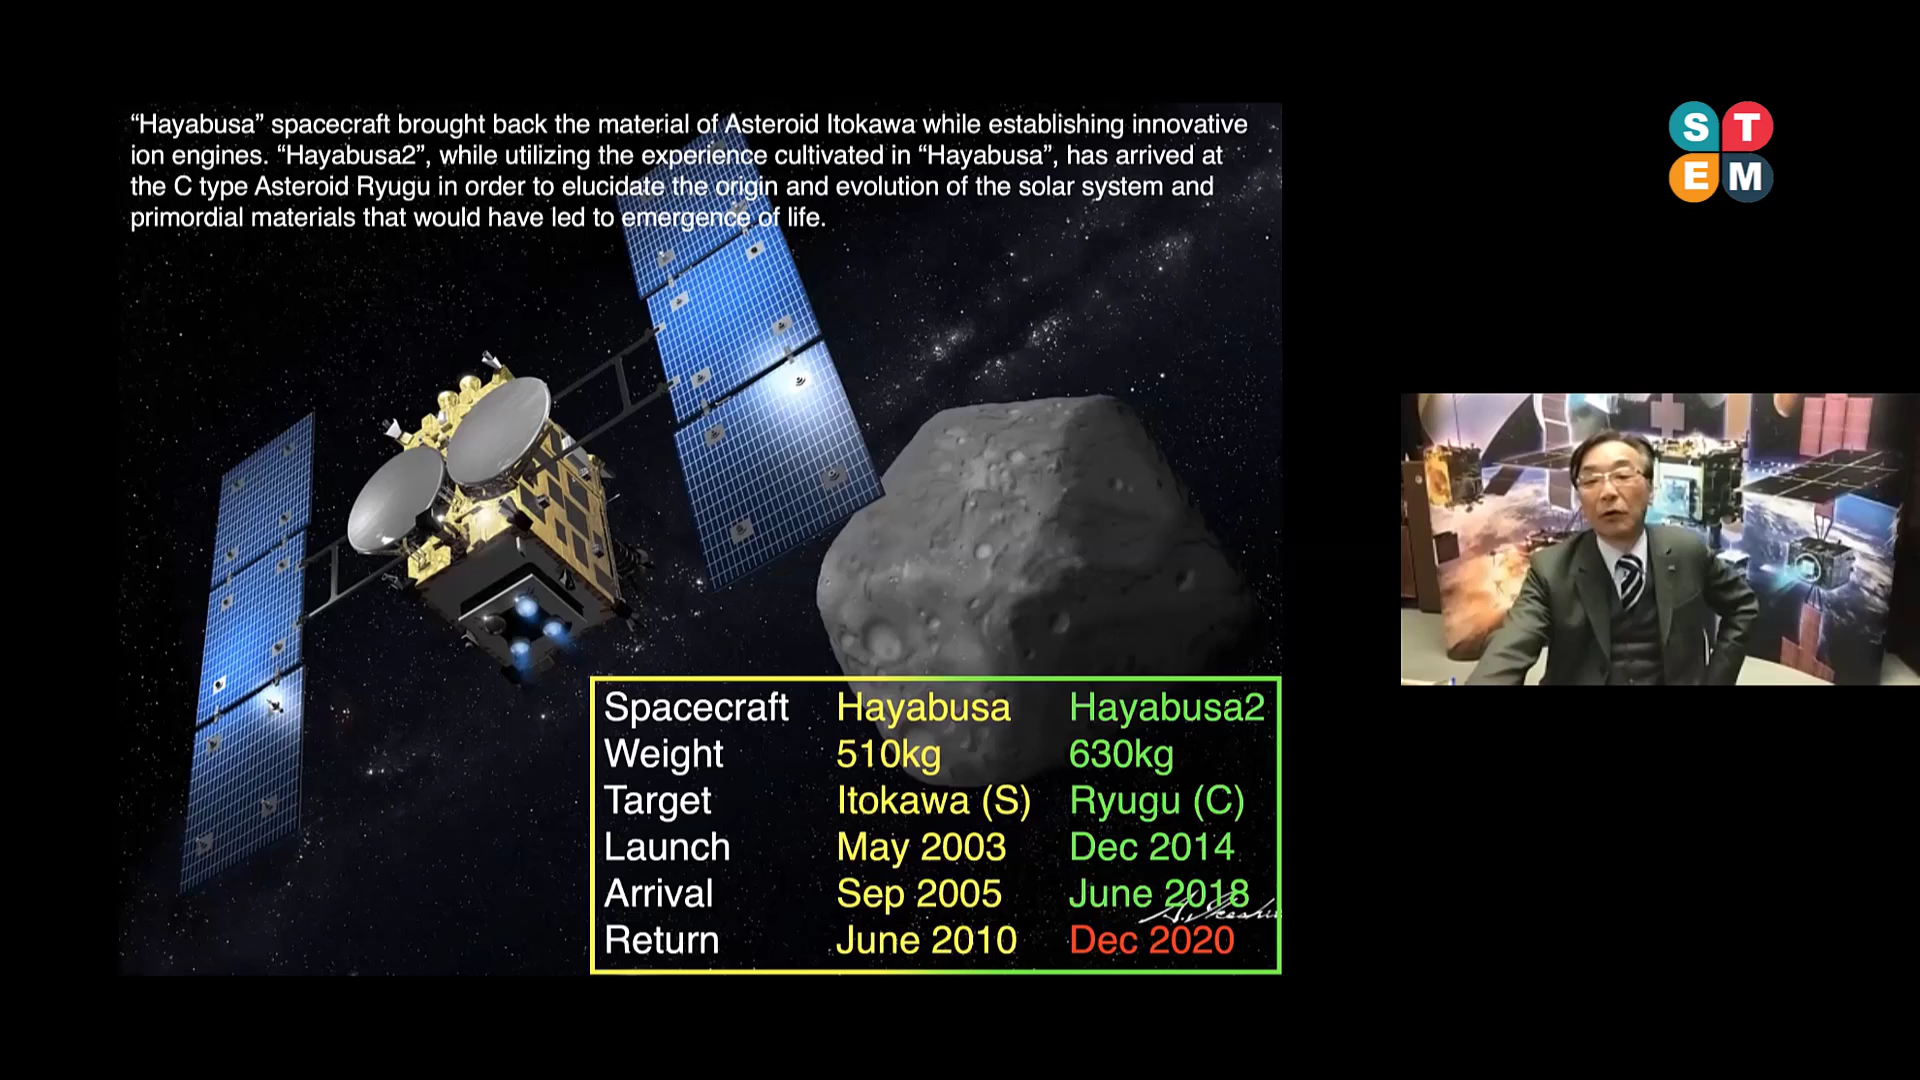 “Hayabusa” spacecraft brought back the material of Asteroid Itokawa while establishing innovative
ion engines. “Hayabusa2”, while utilizing the experience cultivated in “Hayabusa”, has arrived at
the C type Asteroid Ryugu in order to elucidate the origin and evolution of the solar system and
primordial materials that would have led to emergence of life.
S T
E M
Spacecraft Hayabusa Hayabusa2
Weight 510kg 630kg
Target Itokawa (S) Ryugu (C)
Launch May 2003 Dec 2014
Arrival Sep 2005 June 2018
Return June 2010 Dec 2020